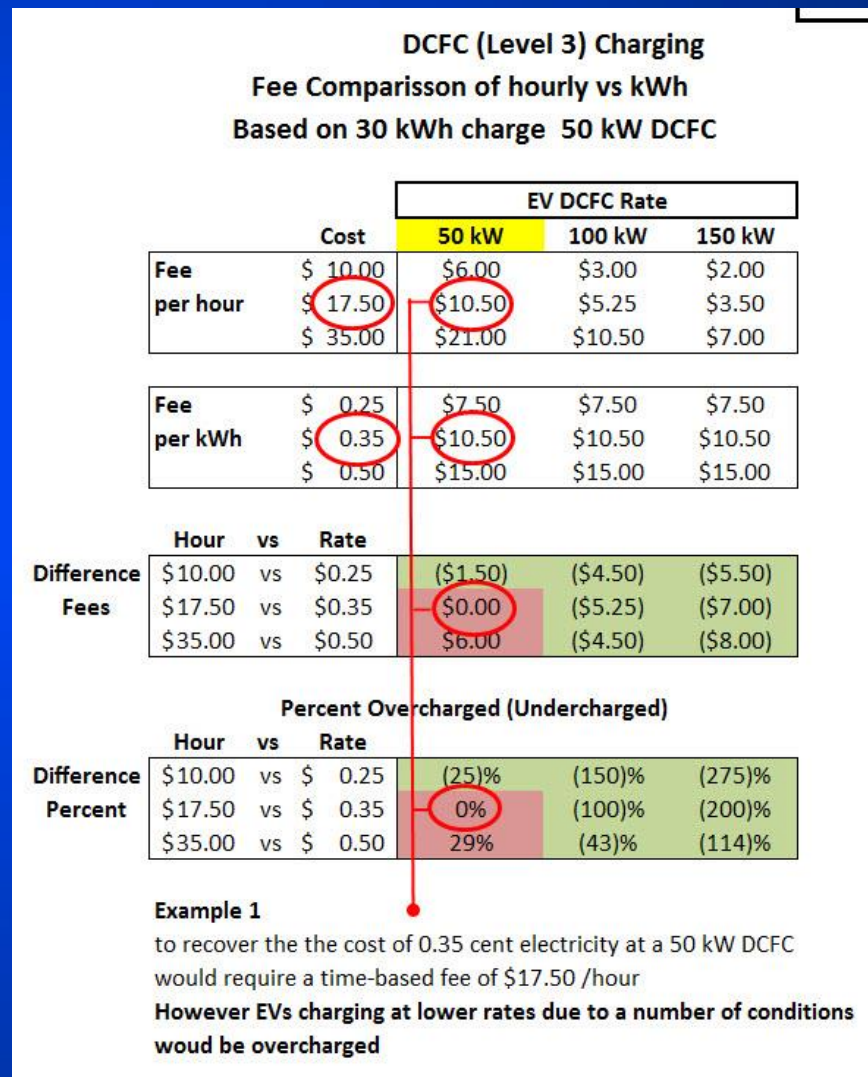 DCFC (Level 3) Charging
Fee Comparisson of hourly vs kWh
Based on 30 kWh charge 50 kW DCFC
EV DCFC Rate
Cost 50 kW 100 kW 150 kW
Fee $ 10.00 $6.00 $3.00 $2.00
per hour $ 17.50 $10.50 $5.25 $3.50
$ 35.00 $21.00 $10.50 $7.00
Fee $ 0.25 $7.50 $7.50 $7.50
per kWh $ 0.35 $10.50 $10.50 $10.50
$ 0.50 $15.00 $15.00 $15.00
Hour vs Rate
Difference $10.00 vs $0.25 ($1.50) ($4.50) ($5.50)
Fees $17.50 vs $0.35 $0.00 ($5.25) ($7.00)
$35.00 vs $0.50 $6.00 ($4.50) ($8.00)
Percent Overcharged (Undercharged)
Hour vs Rate
Difference $10.00 vs $ 0.25 (25)% (150)% (275)%
Percent $17.50 vs $ 0.35 0% (100)% (200)%
$35.00 vs $ 0.50 29% (43)% (114)%
Example 1
to recover the the cost of 0.35 cent electricity at a 50 kW DCFC
would require a time-based fee of $17.50 /hour
However EVs charging at lower rates due to a number of conditions
woud be overcharged